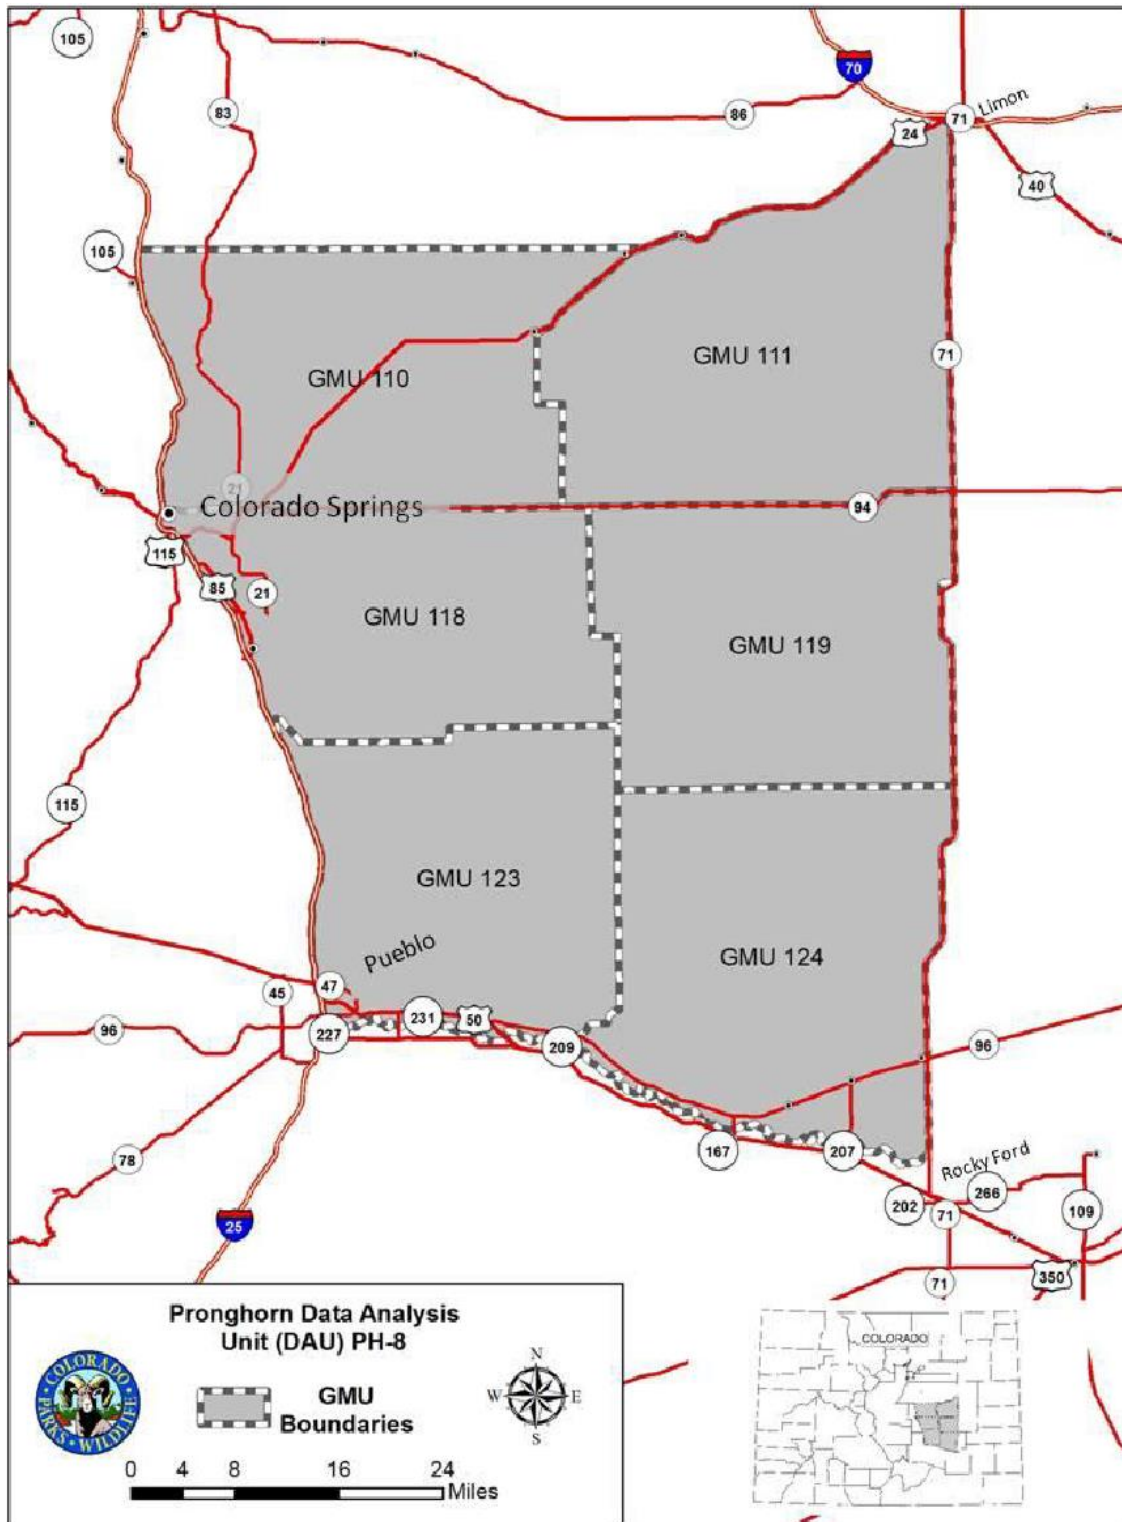 105
83
86
70
71
Limon
24
40
105
GMU 111
71
GMU 110
21
Colorado Springs
94
115
85
21
GMU 118
GMU 119
115
GMU 123
Pueblo
GMU 124
47
45
231
50
96
227
209
96
167
207
78
Rocky Ford
202
266
71
109
25
350
71
Pronghorn Data Analysis
Unit (DAU) PH-8
COLORADO
PARKS • WILDLIFE
GMU
Boundaries
N
W E
S
0 4 8 16 24
Miles
COLORADO